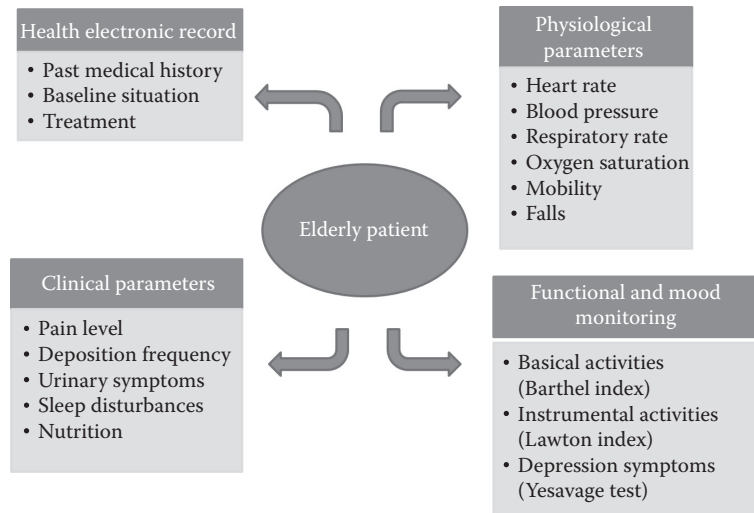 Health electronic record
• Past medical history
• Baseline situation
• Treatment
Physiological
parameters
• Heart rate
• Blood pressure
• Respiratory rate
• Oxygen saturation
• Mobility
• Falls
Elderly patient
Clinical parameters
• Pain level
• Deposition frequency
• Urinary symptoms
• Sleep disturbances
• Nutrition
Functional and mood
monitoring
• Basical activities
(Barthel index)
• Instrumental activities
(Lawton index)
• Depression symptoms
(Yesavage test)